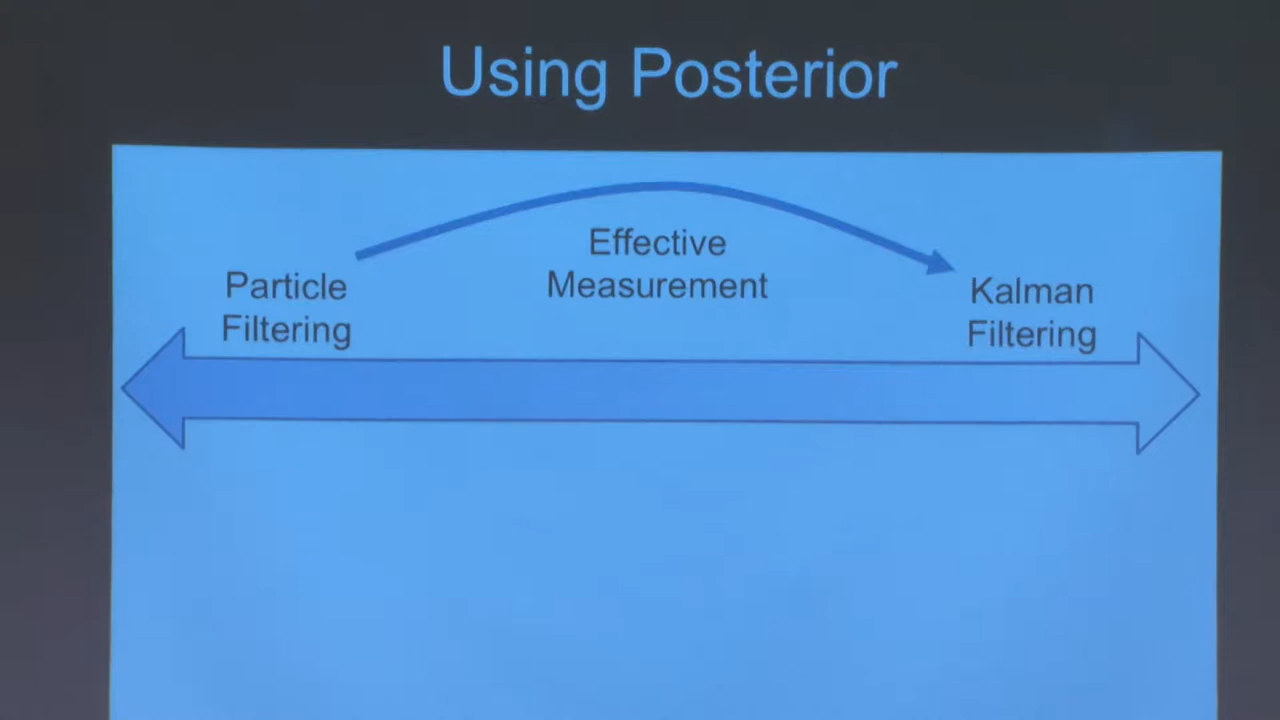 Using Posterior
Effective
Measurement
Particle
Filtering
Kalman
Filtering